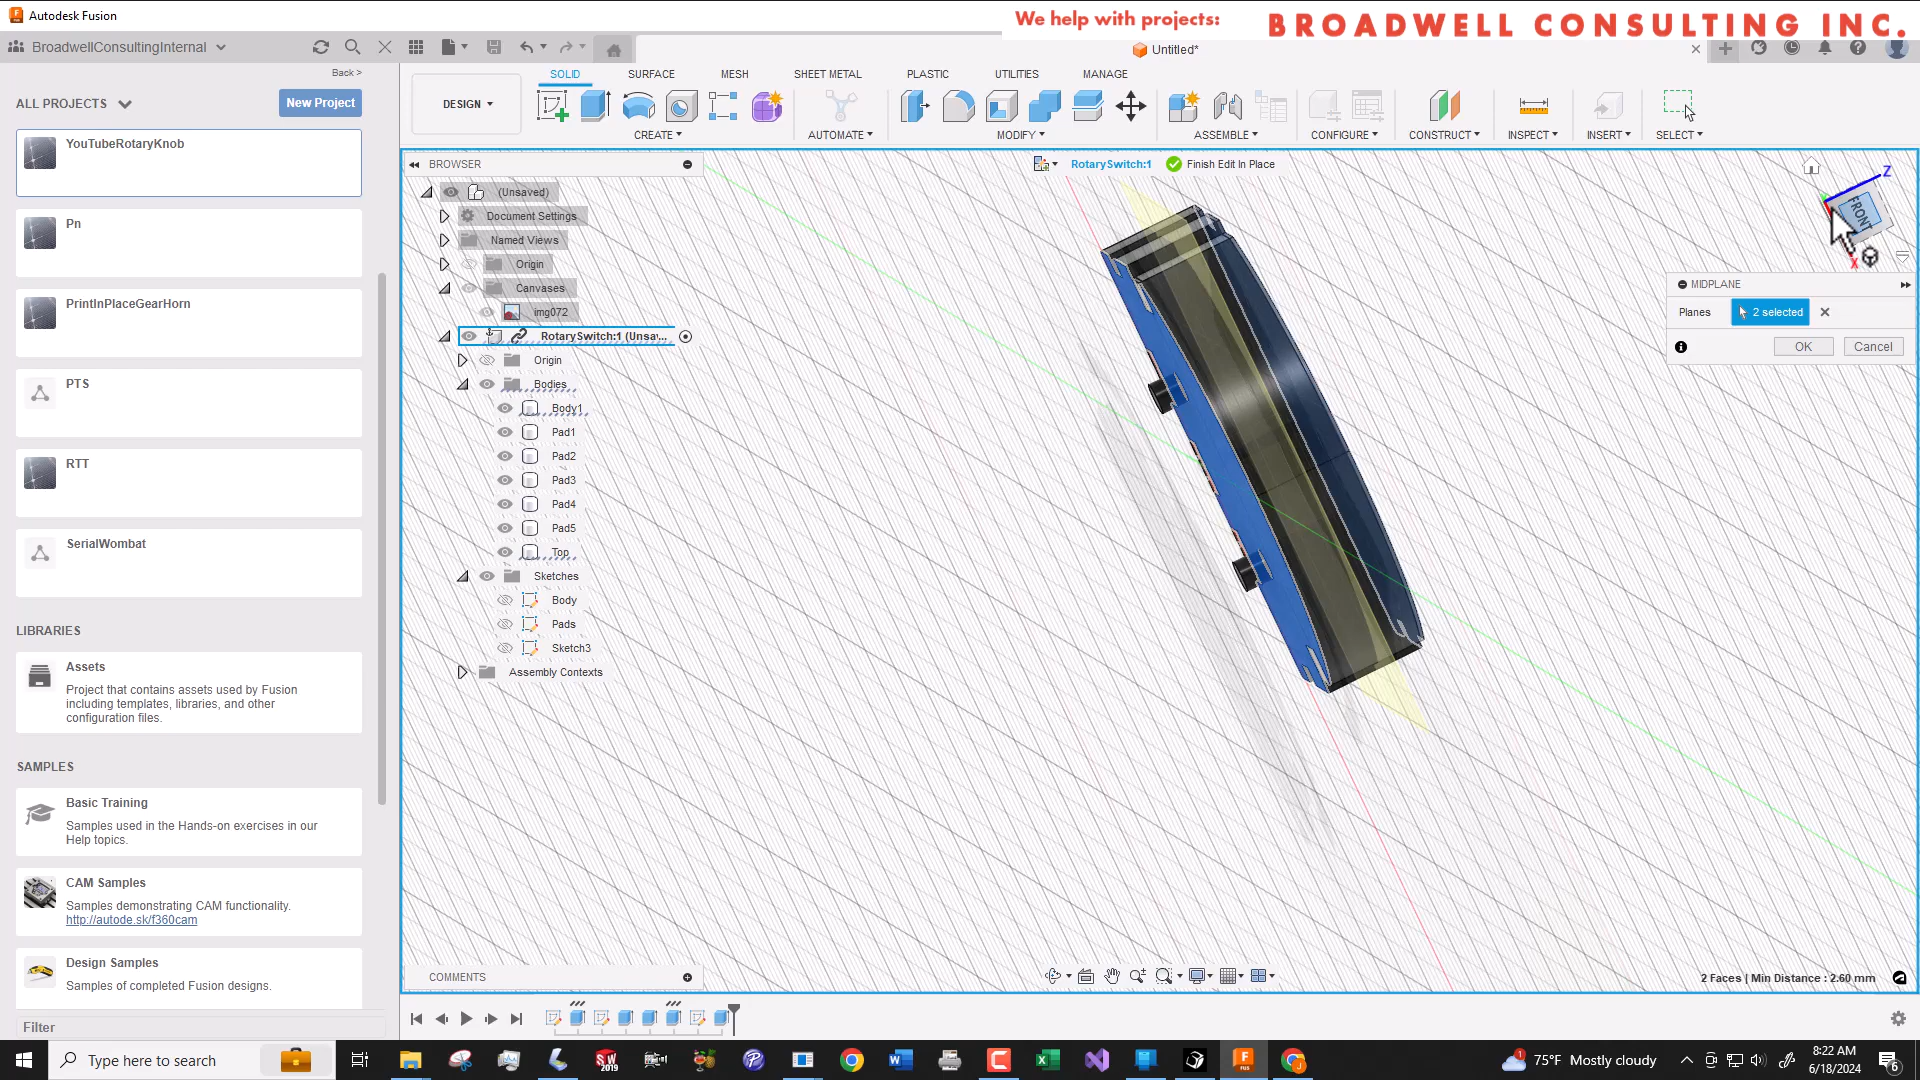 Autodesk Fusion
We help with projects:
BROADWELL CONSULTING INC.
BroadwellConsultingInternal
Untitled*
Back >
ALL PROJECTS
New Project
YouTubeRotaryKnob
Pn
PrintInPlaceGearHorn
PTS
RTT
SerialWombat
LIBRARIES
Assets
Project that contains assets used by Fusion
including templates, libraries, and other
configuration files.
SAMPLES
Basic Training
Samples used in the Hands-on exercises in our
Help topics.
CAM Samples
Samples demonstrating CAM functionality.
http://autode.sk/f360cam
Design Samples
Samples of completed Fusion designs.
Filter
DESIGN
SOLID
SURFACE
MESH
SHEET METAL
PLASTIC
UTILITIES
MANAGE
CREATE
AUTOMATE
MODIFY
ASSEMBLE
CONFIGURE
CONSTRUCT
INSPECT
INSERT
SELECT
BROWSER
RotarySwitch:1
Finish Edit In Place
(Unsaved)
Document Settings
Named Views
Origin
Canvases
img072
RotarySwitch:1 (Unsa...
Origin
Bodies
Body1
Pad1
Pad2
Pad3
Pad4
Pad5
Top
Sketches
Body
Pads
Sketch3
Assembly Contexts
Z
FRONT
X
MIDPLANE
Planes
2 selected
OK
Cancel
COMMENTS
2 Faces | Min Distance : 2.60 mm
Type here to search
SW
2019
75°F Mostly cloudy
8:22 AM
6/18/2024
6